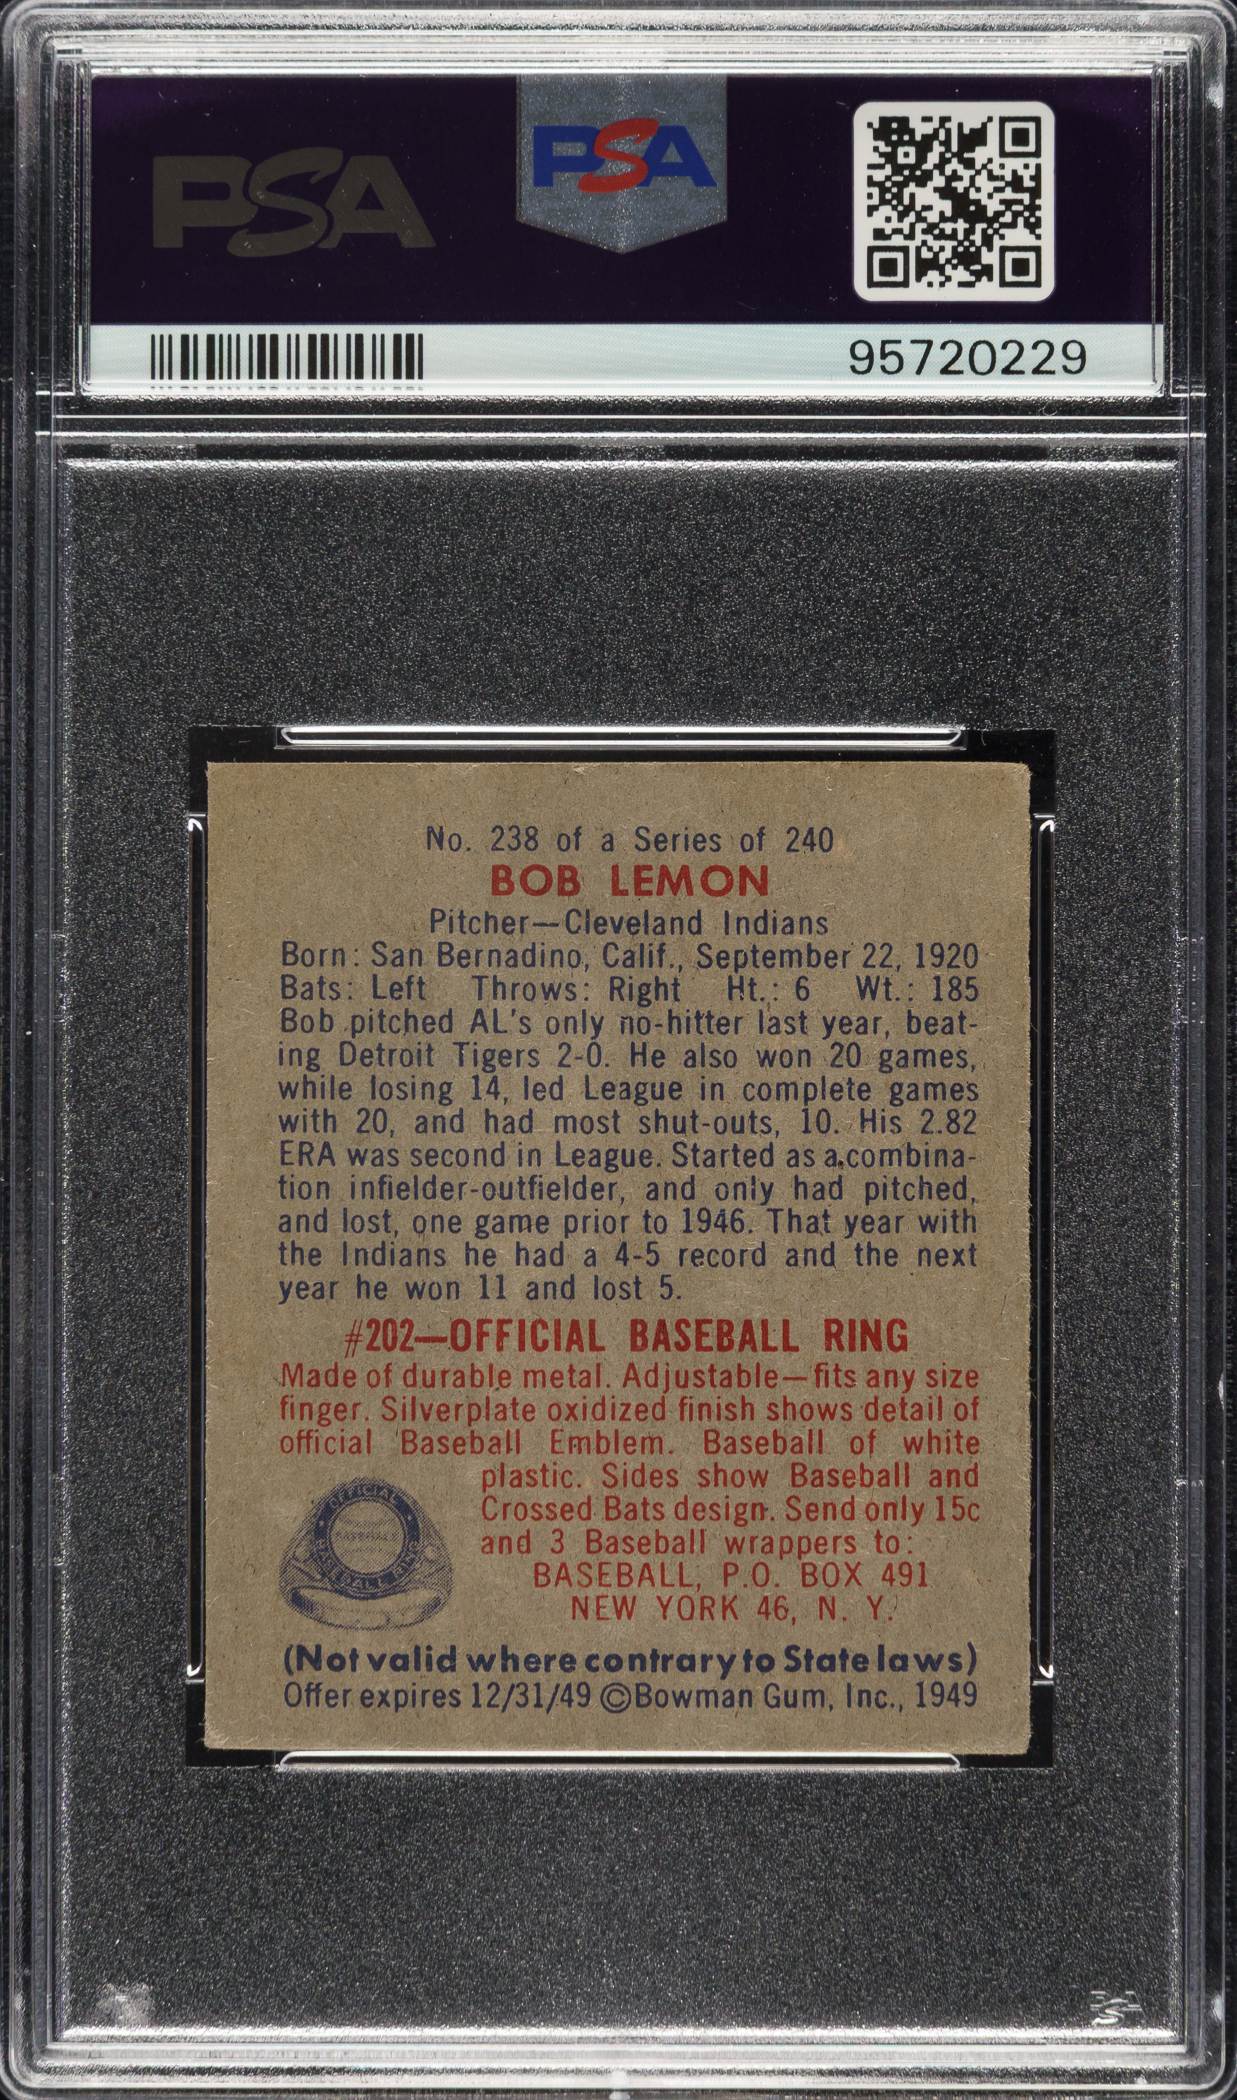 PSA
PSA
95720229
No. 238 of a Series of 240
BOB LEMON
Pitcher—Cleveland Indians
Born: San Bernadino, Calif., September 22, 1920
Bats: Left Throws: Right Ht.: 6 Wt.: 185
Bob pitched AL's only no-hitter last year, beat-
ing Detroit Tigers 2-0. He also won 20 games,
while losing 14, led League in complete games
with 20, and had most shut-outs, 10. His 2.82
ERA was second in League. Started as a combina-
tion infielder-outfielder, and only had pitched,
and lost, one game prior to 1946. That year with
the Indians he had a 4-5 record and the next
year he won 11 and lost 5.
#202—OFFICIAL BASEBALL RING
Made of durable metal. Adjustable—fits any size
finger. Silverplate oxidized finish shows detail of
official Baseball Emblem. Baseball of white
plastic. Sides show Baseball and
Crossed Bats design. Send only 15c
and 3 Baseball wrappers to:
BASEBALL, P.O. BOX 491
NEW YORK 46, N. Y.
OFFICIAL
BASEBALL RING
(Not valid where contrary to State laws)
Offer expires 12/31/49 ©Bowman Gum, Inc., 1949